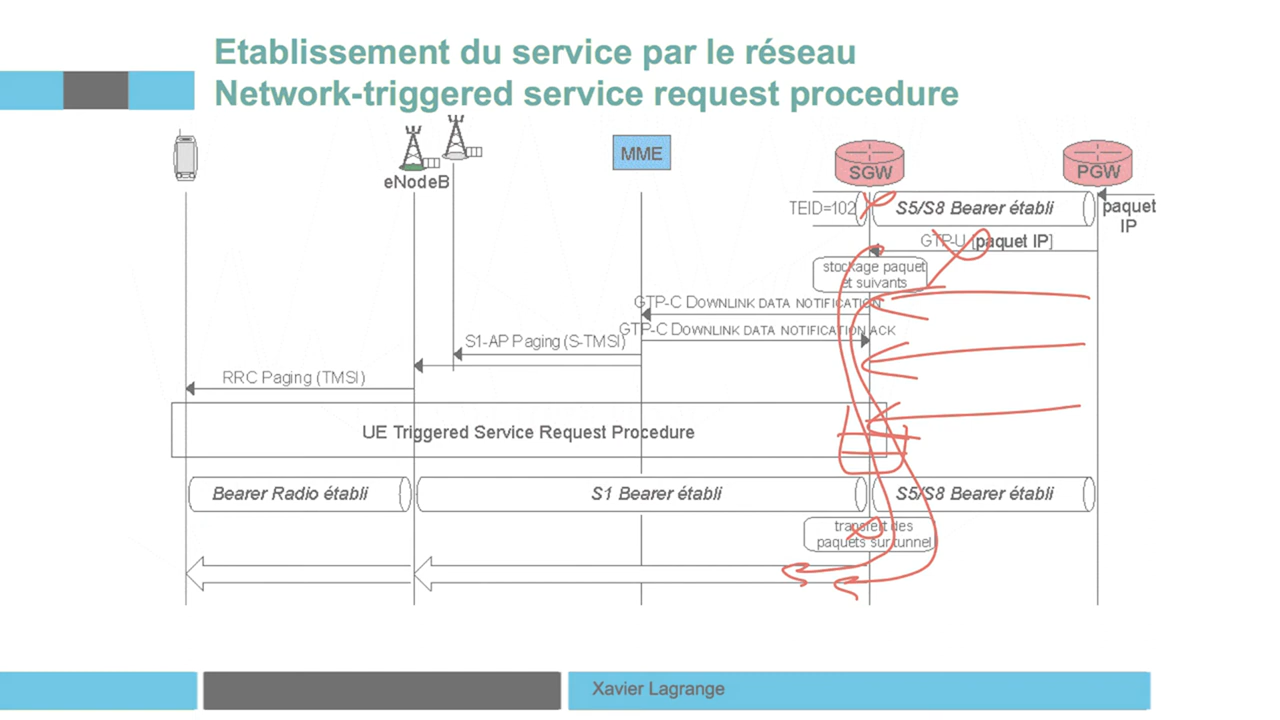 Etablissement du service par le réseau
Network-triggered service request procedure
MME
eNodeB
SGW
PGW
TEID=102
S5/S8 Bearer établi
paquet
IP
GTP-U [paquet IP]
stockage paquet
et suivants
GTP-C DOWNLINK DATA NOTIFICATION
GTP-C DOWNLINK DATA NOTIFICATION ACK
S1-AP Paging (S-TMSI)
RRC Paging (TMSI)
UE Triggered Service Request Procedure
Bearer Radio établi
S1 Bearer établi
S5/S8 Bearer établi
transfert des
paquets sur tunnel
Xavier Lagrange